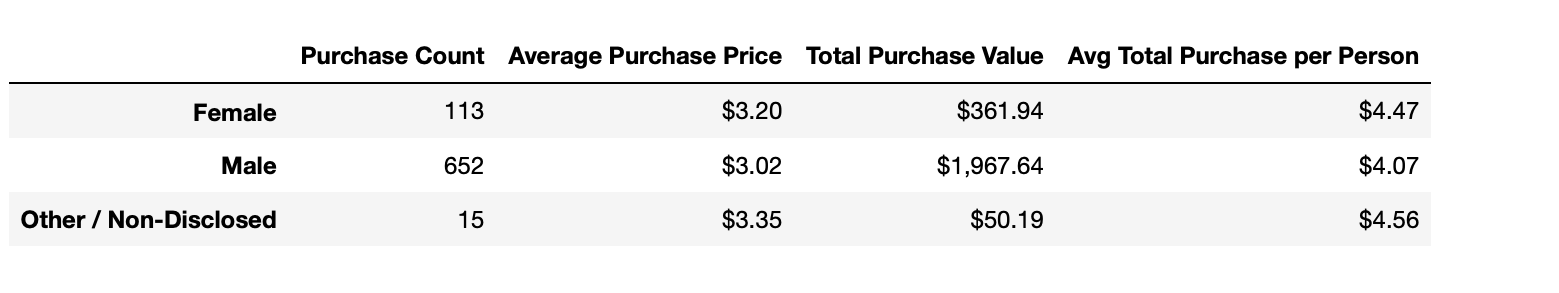 Purchase Count Average Purchase Price Total Purchase Value Avg Total Purchase per Person
Female 113 $3.20 $361.94 $4.47
Male 652 $3.02 $1,967.64 $4.07
Other / Non-Disclosed 15 $3.35 $50.19 $4.56